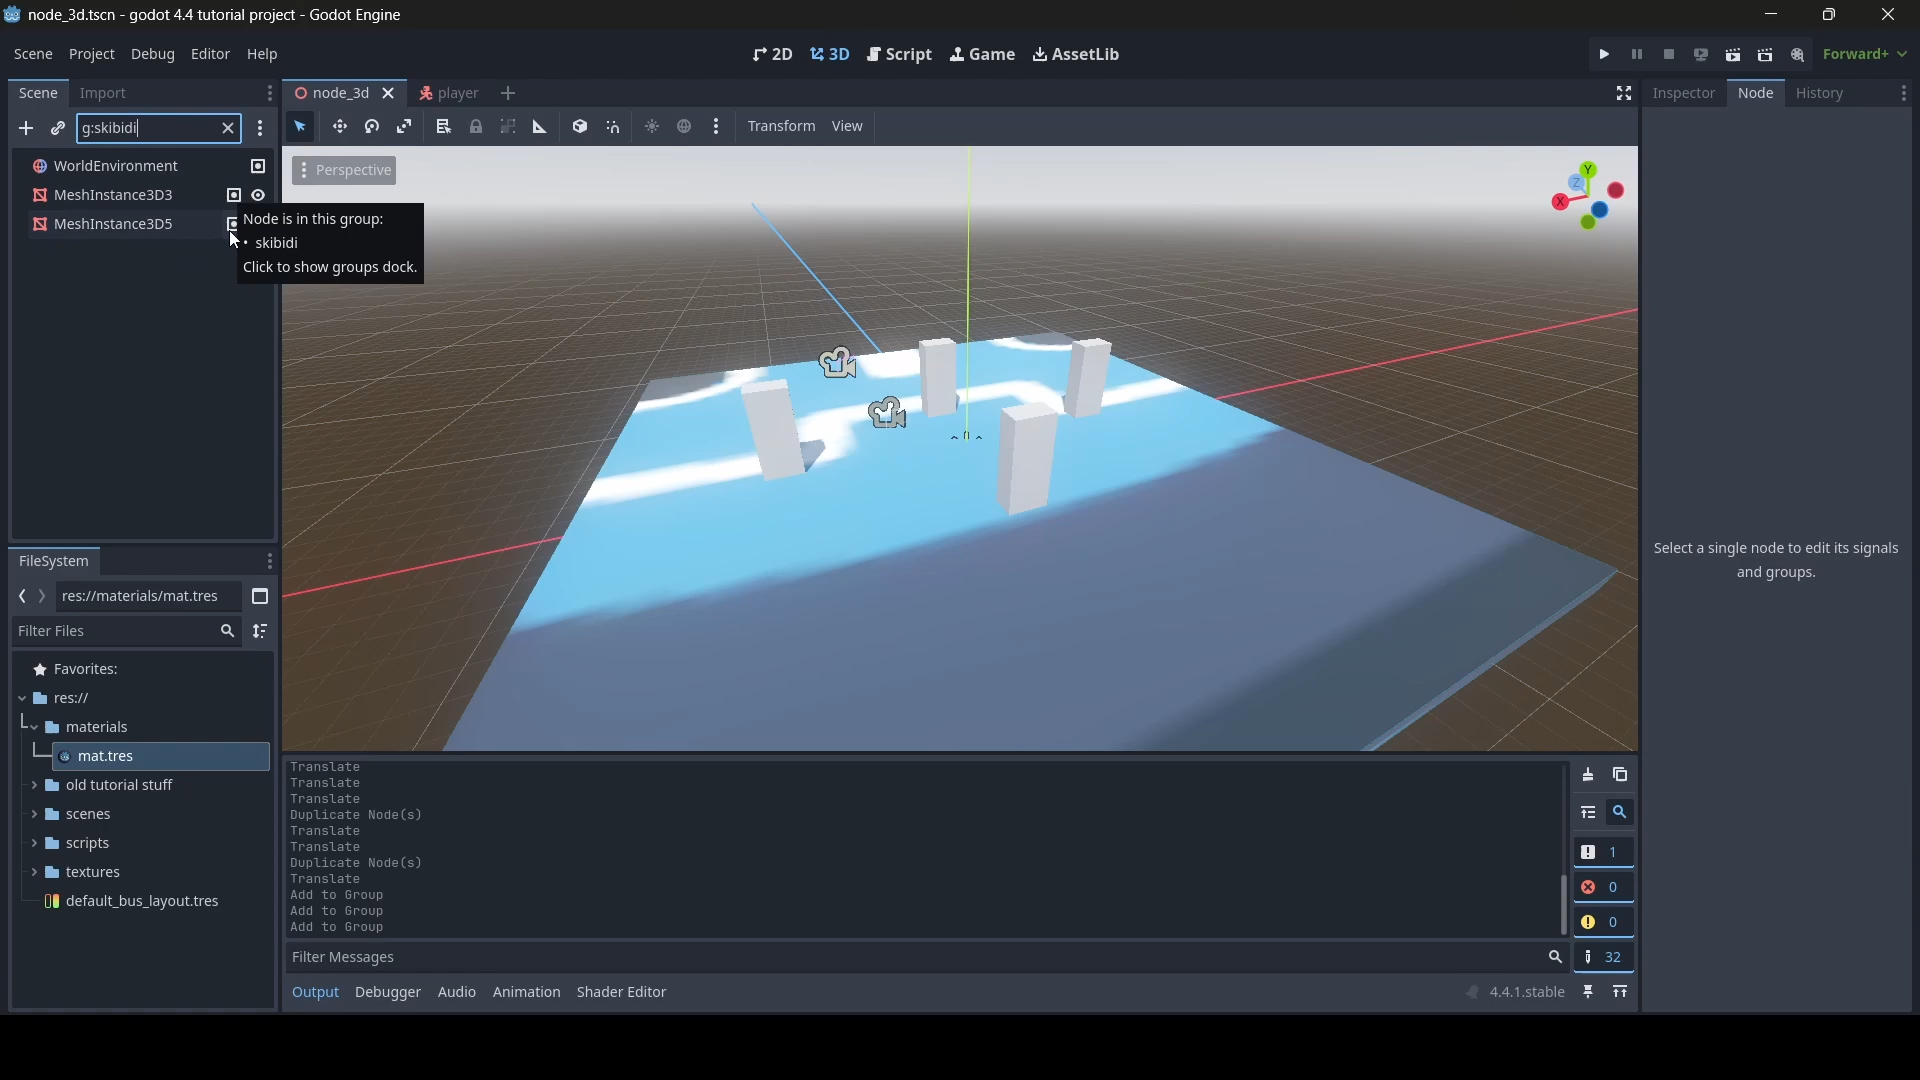 node_3d.tscn - godot 4.4 tutorial project - Godot Engine
Scene Project Debug Editor Help
2D 3D Script Game AssetLib
Forward+
Scene Import
node_3d player
Inspector Node History
g:skibidi
Transform View
WorldEnvironment
Perspective
MeshInstance3D3
MeshInstance3D5
Node is in this group:
• skibidi
Click to show groups dock.
Y
Z
X
Select a single node to edit its signals
and groups.
FileSystem
res://materials/mat.tres
Filter Files
Favorites:
res://
materials
mat.tres
old tutorial stuff
scenes
scripts
textures
default_bus_layout.tres
Translate
Translate
Translate
Duplicate Node(s)
Translate
Translate
Duplicate Node(s)
Translate
Add to Group
Add to Group
Add to Group
1
0
0
32
Filter Messages
Output Debugger Audio Animation Shader Editor
4.4.1.stable